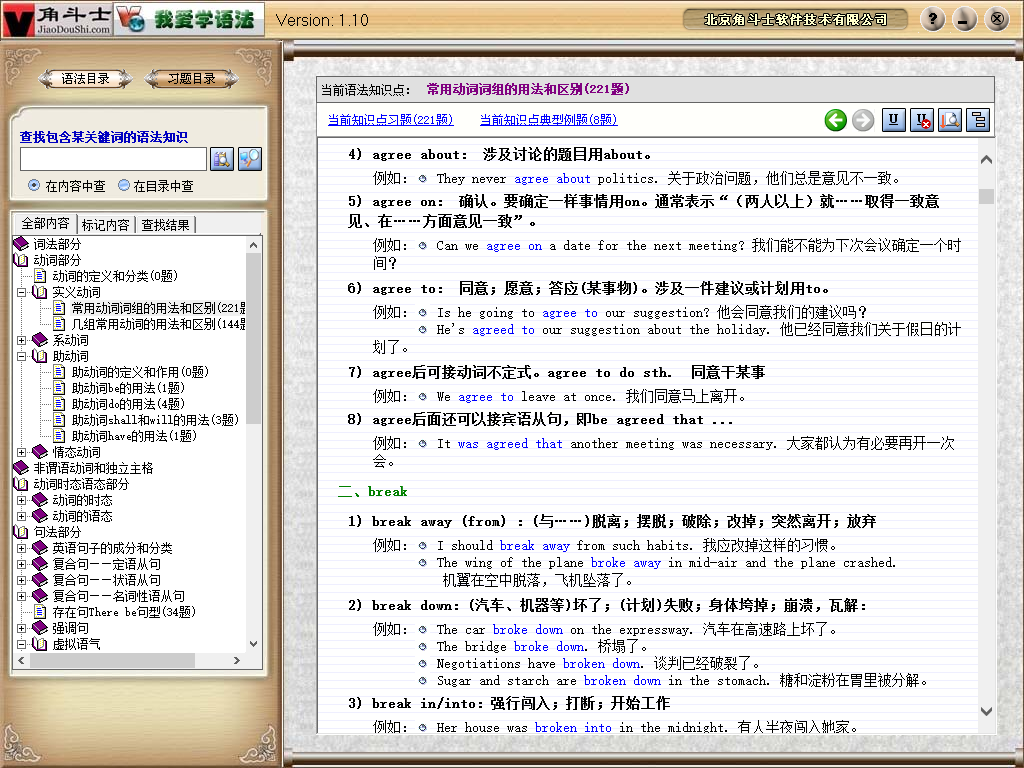 角斗士
JiaoDouShi.com
我爱学语法
Version: 1.10
北京角斗士软件技术有限公司
语法目录
习题目录
查找包含某关键词的语法知识
在内容中查
在目录中查
全部内容
标记内容
查找结果
词法部分
动词部分
动词的定义和分类(0题)
实义动词
常用动词词组的用法和区别(221题
几组常用动词的用法和区别(144题
系动词
助动词
助动词的定义和作用(0题)
助动词be的用法(1题)
助动词do的用法(4题)
助动词shall和will的用法(3题)
助动词have的用法(1题)
情态动词
非谓语动词和独立主格
动词时态语态部分
动词的时态
动词的语态
句法部分
英语句子的成分和分类
复合句——定语从句
复合句——状语从句
复合句——名词性语从句
存在句There be句型(34题)
强调句
虚拟语气
当前语法知识点： 常用动词词组的用法和区别(221题)
当前知识点习题(221题)
当前知识点典型例题(8题)
4) agree about： 涉及讨论的题目用about。
例如： They never agree about politics. 关于政治问题，他们总是意见不一致。
5) agree on： 确认。要确定一样事情用on。通常表示“（两人以上）就……取得一致意
见、在……方面意见一致”。
例如： Can we agree on a date for the next meeting? 我们能不能为下次会议确定一个时
间？
6) agree to： 同意；愿意；答应(某事物)。涉及一件建议或计划用to。
例如： Is he going to agree to our suggestion? 他会同意我们的建议吗？
He's agreed to our suggestion about the holiday. 他已经同意我们关于假日的计
划了。
7) agree后可接动词不定式。agree to do sth. 同意干某事
例如： We agree to leave at once. 我们同意马上离开。
8) agree后面还可以接宾语从句，即be agreed that ...
例如： It was agreed that another meeting was necessary. 大家都认为有必要再开一次
会。
二、break
1) break away (from) ：(与……)脱离；摆脱；破除；改掉；突然离开；放弃
例如： I should break away from such habits. 我应改掉这样的习惯。
The wing of the plane broke away in mid-air and the plane crashed.
机翼在空中脱落，飞机坠落了。
2) break down：(汽车、机器等)坏了；(计划)失败；身体垮掉；崩溃，瓦解：
例如： The car broke down on the expressway. 汽车在高速路上坏了。
The bridge broke down. 桥塌了。
Negotiations have broken down. 谈判已经破裂了。
Sugar and starch are broken down in the stomach. 糖和淀粉在胃里被分解。
3) break in/into：强行闯入；打断；开始工作
例如： Her house was broken into in the midnight. 有人半夜闯入她家。